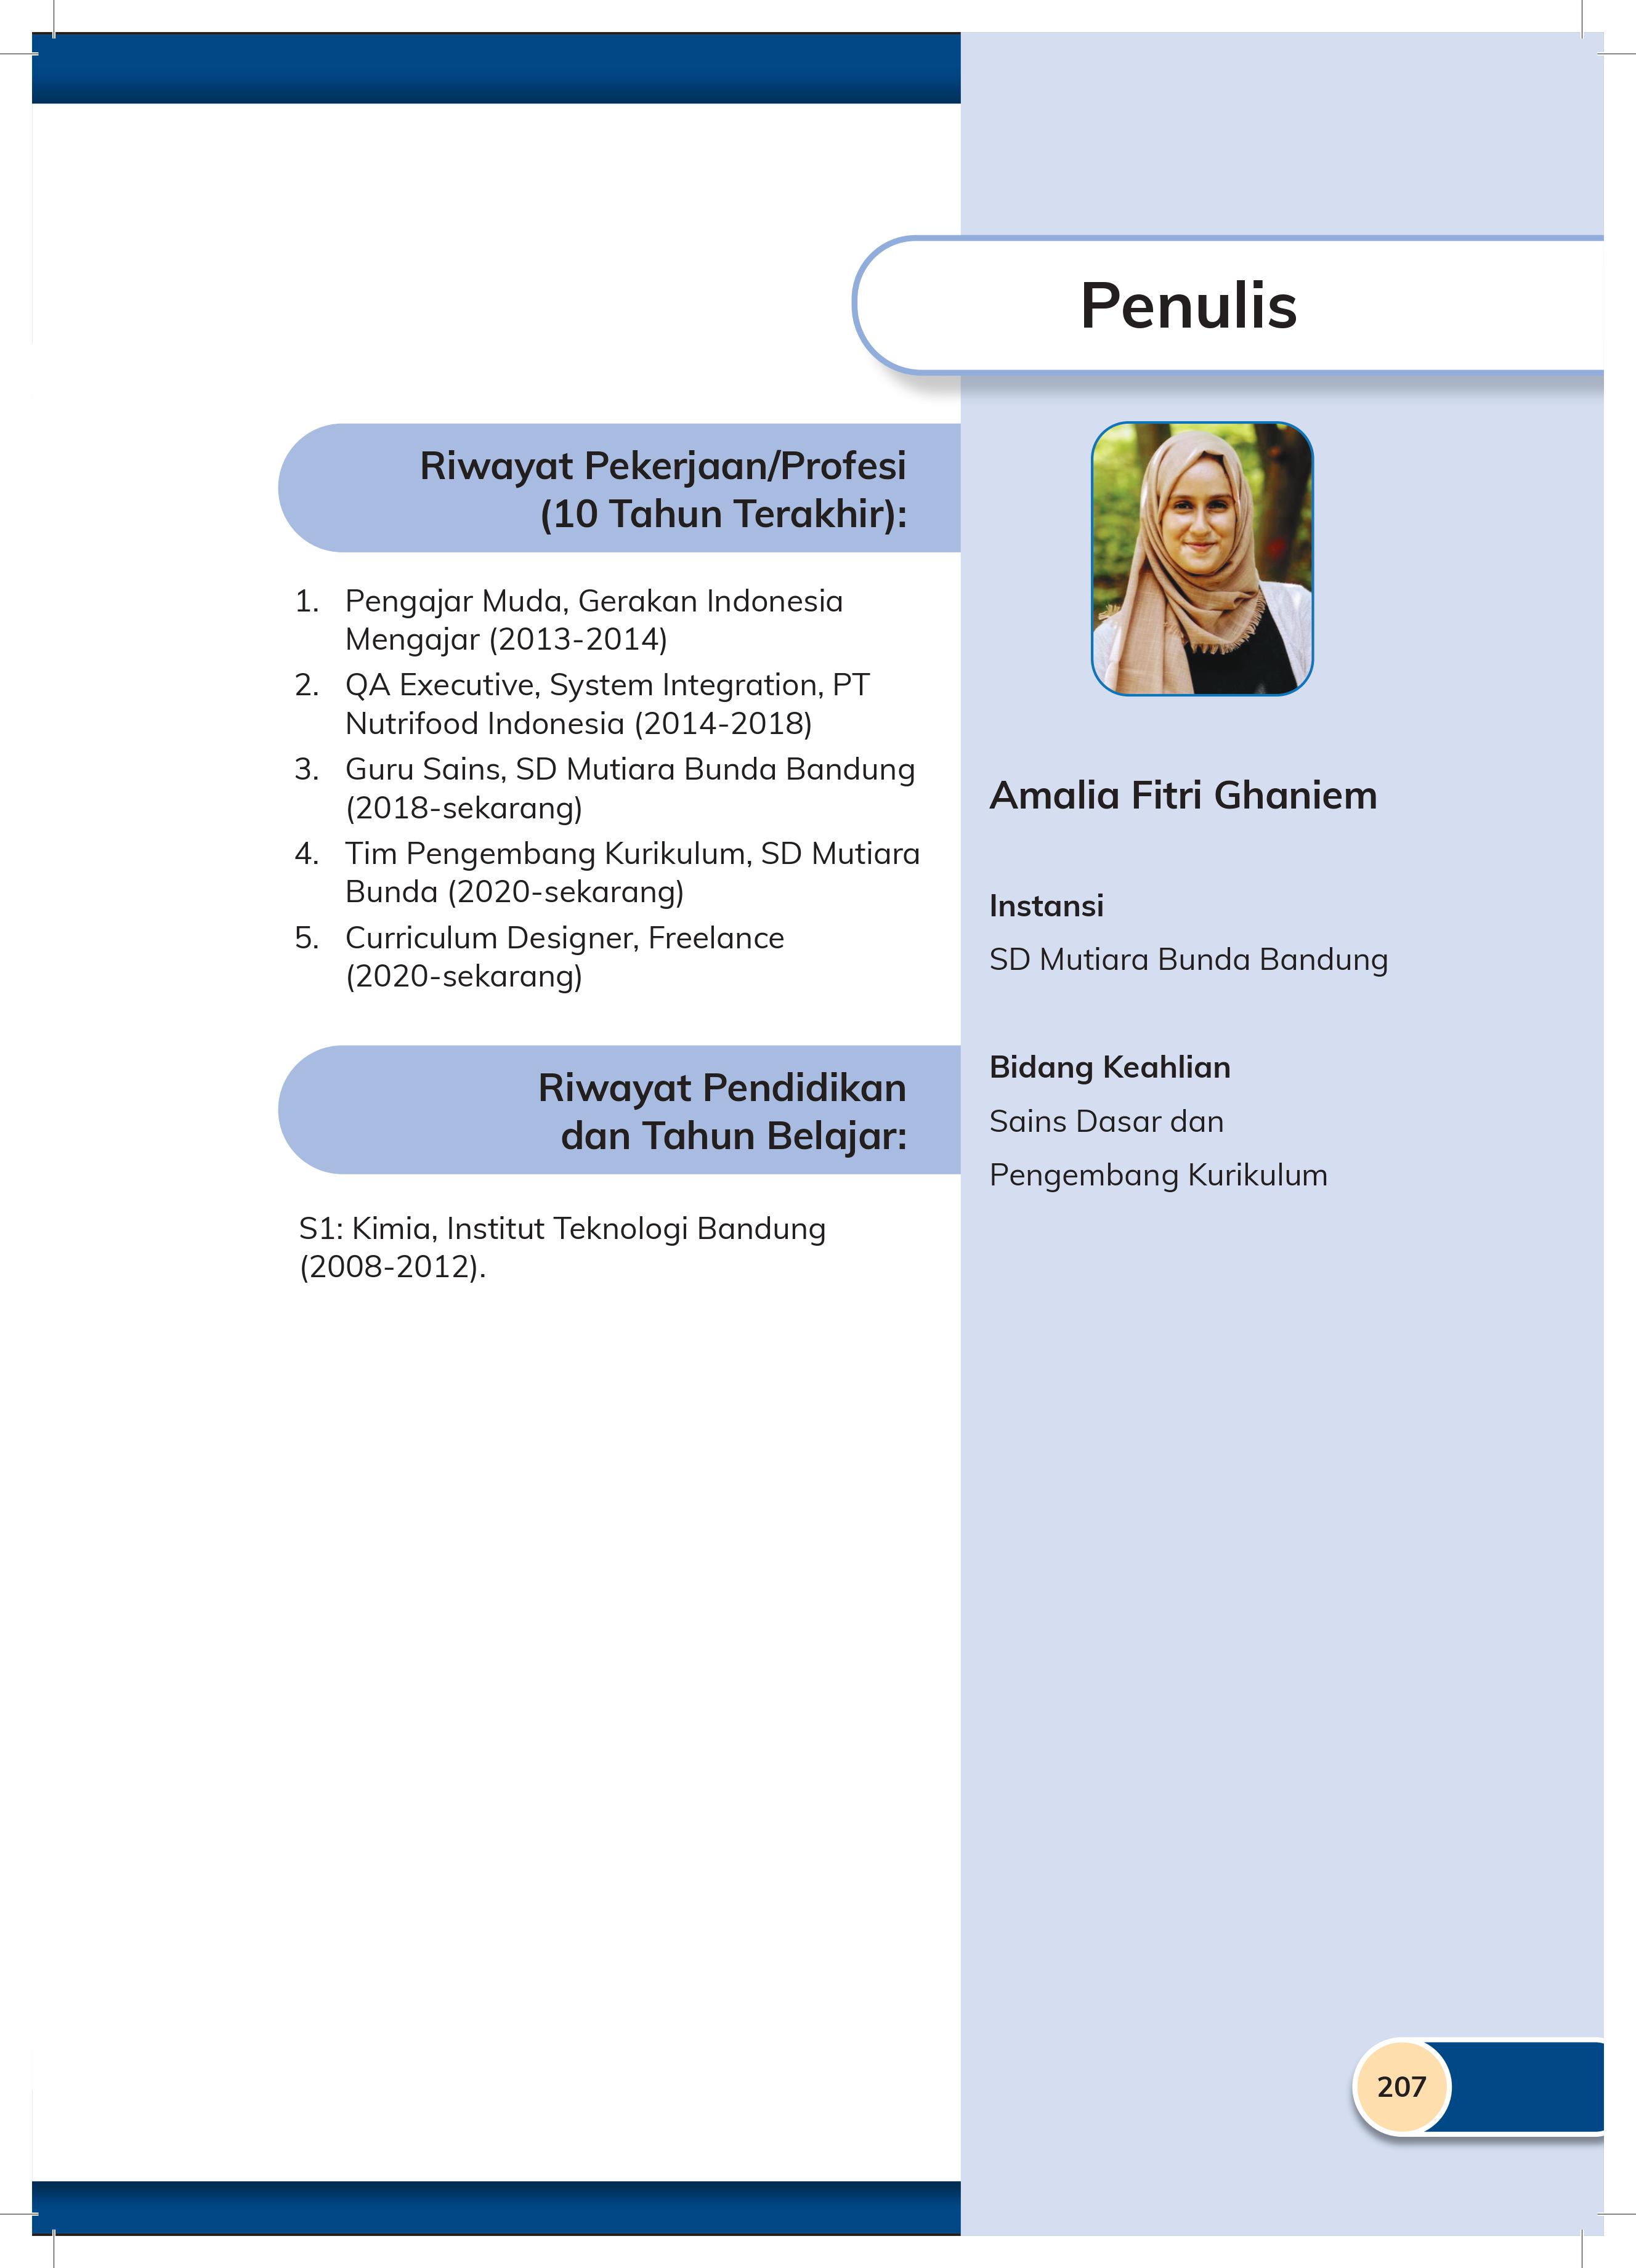 Penulis
Riwayat Pekerjaan/Profesi
(10 Tahun Terakhir):
1. Pengajar Muda, Gerakan Indonesia
Mengajar (2013-2014)
2. QA Executive, System Integration, PT
Nutrifood Indonesia (2014-2018)
3. Guru Sains, SD Mutiara Bunda Bandung
(2018-sekarang)
4. Tim Pengembang Kurikulum, SD Mutiara
Bunda (2020-sekarang)
5. Curriculum Designer, Freelance
(2020-sekarang)
Riwayat Pendidikan
dan Tahun Belajar:
S1: Kimia, Institut Teknologi Bandung
(2008-2012).
Amalia Fitri Ghaniem
Instansi
SD Mutiara Bunda Bandung
Bidang Keahlian
Sains Dasar dan
Pengembang Kurikulum
207